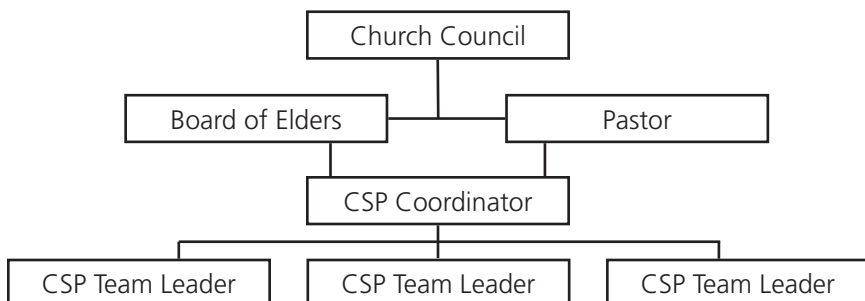 Church Council
Board of Elders
Pastor
CSP Coordinator
CSP Team Leader
CSP Team Leader
CSP Team Leader